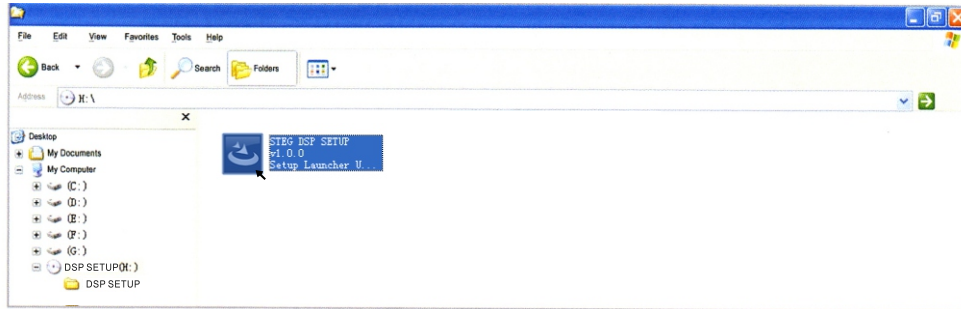 File Edit View Favorites Tools Help
Back Search Folders
Address H:\
Desktop
My Documents
My Computer
(C:)
(D:)
(E:)
(F:)
(G:)
DSP SETUP(H:)
DSP SETUP
STEG DSP SETUP
v1.0.0
Setup Launcher U...